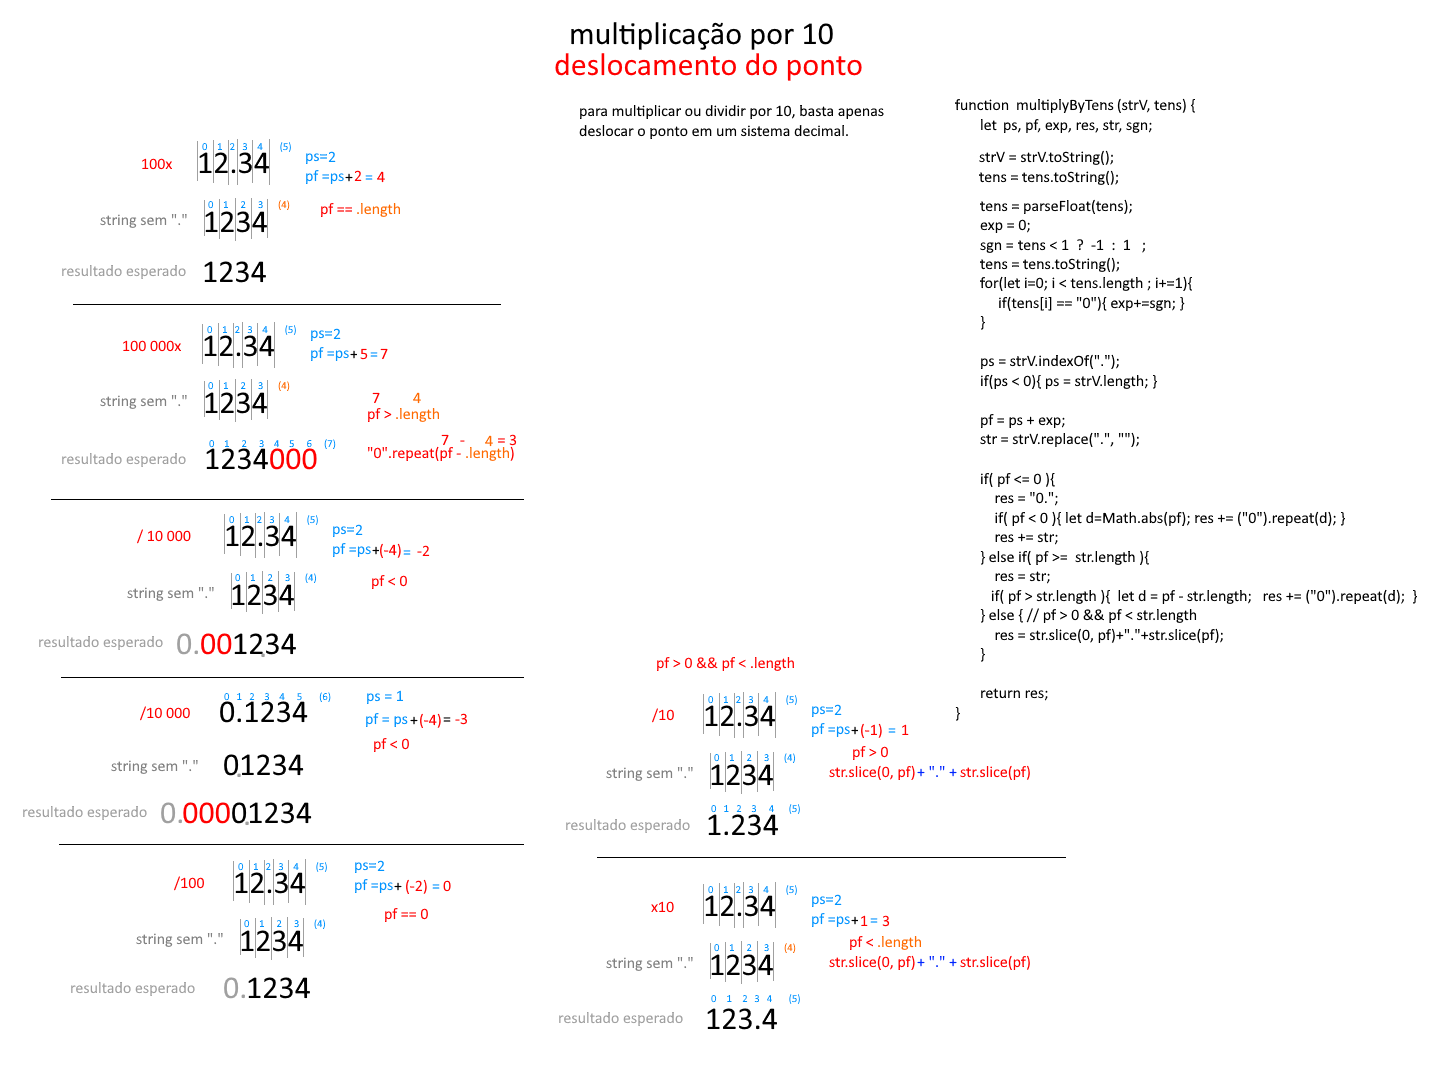 multiplicação por 10
deslocamento do ponto
para multiplicar ou dividir por 10, basta apenas
deslocar o ponto em um sistema decimal.
100x
0 1 2 3 4 (5)
12.34
ps=2
pf =ps+2 = 4
string sem "."
0 1 2 3 (4)
1234
pf == .length
resultado esperado
1234
100 000x
0 1 2 3 4 (5)
12.34
ps=2
pf =ps+ 5 = 7
string sem "."
0 1 2 3 (4)
1234
7 4
pf > .length
7 - 4 = 3
"0".repeat(pf - .length)
resultado esperado
0 1 2 3 4 5 6 (7)
1234000
/ 10 000
0 1 2 3 4 (5)
12.34
ps=2
pf =ps+(-4) = -2
string sem "."
0 1 2 3 (4)
1234
pf < 0
resultado esperado
0.001234
/10 000
0 1 2 3 4 5 (6)
0.1234
ps = 1
pf = ps+(-4)= -3
pf < 0
string sem "."
01234
resultado esperado
0.00001234
/100
0 1 2 3 4 (5)
12.34
ps=2
pf =ps+ (-2) = 0
pf == 0
string sem "."
0 1 2 3 (4)
1234
resultado esperado
0.1234
pf > 0 && pf < .length
/10
0 1 2 3 4 (5)
12.34
ps=2
pf =ps+(-1) = 1
pf > 0
string sem "."
0 1 2 3 (4)
1234
str.slice(0, pf)+ "." + str.slice(pf)
resultado esperado
0 1 2 3 4 (5)
1.234
x10
0 1 2 3 4 (5)
12.34
ps=2
pf =ps+1 = 3
pf < .length
string sem "."
0 1 2 3 (4)
1234
str.slice(0, pf)+ "." + str.slice(pf)
resultado esperado
0 1 2 3 4 (5)
123.4
function multiplyByTens (strV, tens) {
let ps, pf, exp, res, str, sgn;
strV = strV.toString();
tens = tens.toString();
tens = parseFloat(tens);
exp = 0;
sgn = tens < 1 ? -1 : 1 ;
tens = tens.toString();
for(let i=0; i < tens.length ; i+=1){
if(tens[i] == "0"){ exp+=sgn; }
}
ps = strV.indexOf(".");
if(ps < 0){ ps = strV.length; }
pf = ps + exp;
str = strV.replace(".", "");
if( pf <= 0 ){
res = "0.";
if( pf < 0 ){ let d=Math.abs(pf); res += ("0").repeat(d); }
res += str;
} else if( pf >= str.length ){
res = str;
if( pf > str.length ){ let d = pf - str.length; res += ("0").repeat(d); }
} else { // pf > 0 && pf < str.length
res = str.slice(0, pf)+"."+str.slice(pf);
}
return res;
}